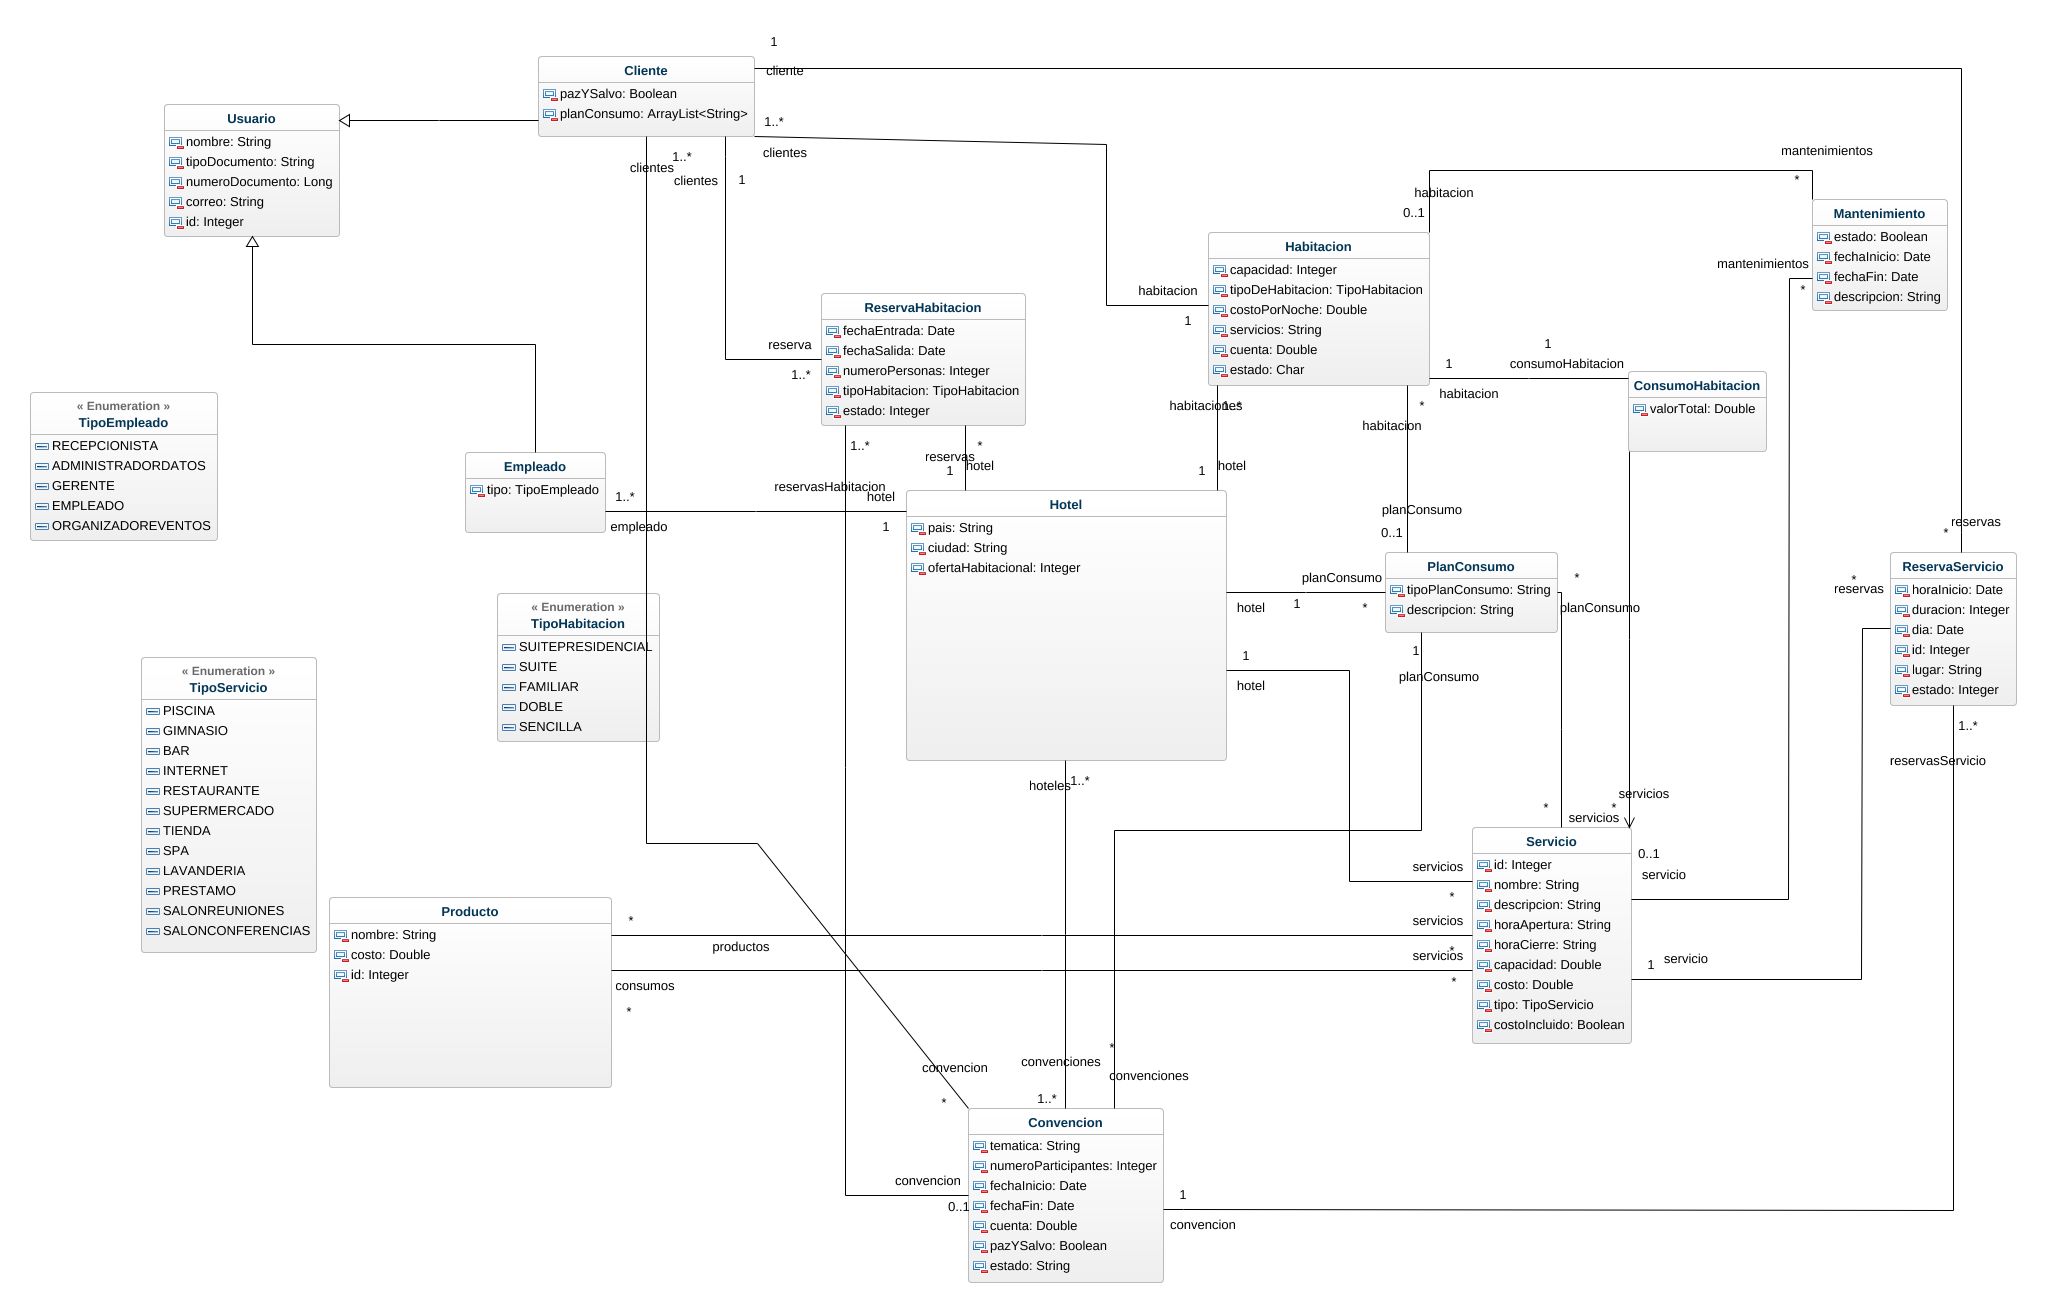 1
Cliente
pazYSalvo: Boolean
planConsumo: ArrayList<String>
cliente
1..*
clientes
1..*
clientes
clientes
1
Usuario
nombre: String
tipoDocumento: String
numeroDocumento: Long
correo: String
id: Integer
mantenimientos
*
habitacion
0..1
Mantenimiento
estado: Boolean
fechaInicio: Date
fechaFin: Date
descripcion: String
mantenimientos
*
Habitacion
capacidad: Integer
tipoDeHabitacion: TipoHabitacion
costoPorNoche: Double
servicios: String
cuenta: Double
estado: Char
habitacion
1
ReservaHabitacion
fechaEntrada: Date
fechaSalida: Date
numeroPersonas: Integer
tipoHabitacion: TipoHabitacion
estado: Integer
reserva
1..*
1
consumoHabitacion
1
habitacion
ConsumoHabitacion
valorTotal: Double
habitaciones
1..*
*
habitacion
« Enumeration »
TipoEmpleado
RECEPCIONISTA
ADMINISTRADORDATOS
GERENTE
EMPLEADO
ORGANIZADOREVENTOS
1..*
reservasHabitacion
*
reservas
1
hotel
1
hotel
Empleado
tipo: TipoEmpleado
1..*
empleado
hotel
1
Hotel
pais: String
ciudad: String
ofertaHabitacional: Integer
planConsumo
0..1
reservas
*
PlanConsumo
tipoPlanConsumo: String
descripcion: String
planConsumo
*
hotel
1
*
planConsumo
*
reservas
ReservaServicio
horaInicio: Date
duracion: Integer
dia: Date
id: Integer
lugar: String
estado: Integer
« Enumeration »
TipoHabitacion
SUITEPRESIDENCIAL
SUITE
FAMILIAR
DOBLE
SENCILLA
1
hotel
1
planConsumo
« Enumeration »
TipoServicio
PISCINA
GIMNASIO
BAR
INTERNET
RESTAURANTE
SUPERMERCADO
TIENDA
SPA
LAVANDERIA
PRESTAMO
SALONREUNIONES
SALONCONFERENCIAS
1..*
reservasServicio
hoteles
1..*
servicios
*
*
servicios
Servicio
id: Integer
nombre: String
descripcion: String
horaApertura: String
horaCierre: String
capacidad: Double
costo: Double
tipo: TipoServicio
costoIncluido: Boolean
0..1
servicio
servicios
*
Producto
nombre: String
costo: Double
id: Integer
*
productos
servicios
*
servicios
*
consumos
*
1
servicio
convencion
*
convenciones
1..*
*
convenciones
Convencion
tematica: String
numeroParticipantes: Integer
fechaInicio: Date
fechaFin: Date
cuenta: Double
pazYSalvo: Boolean
estado: String
convencion
0..1
1
convencion